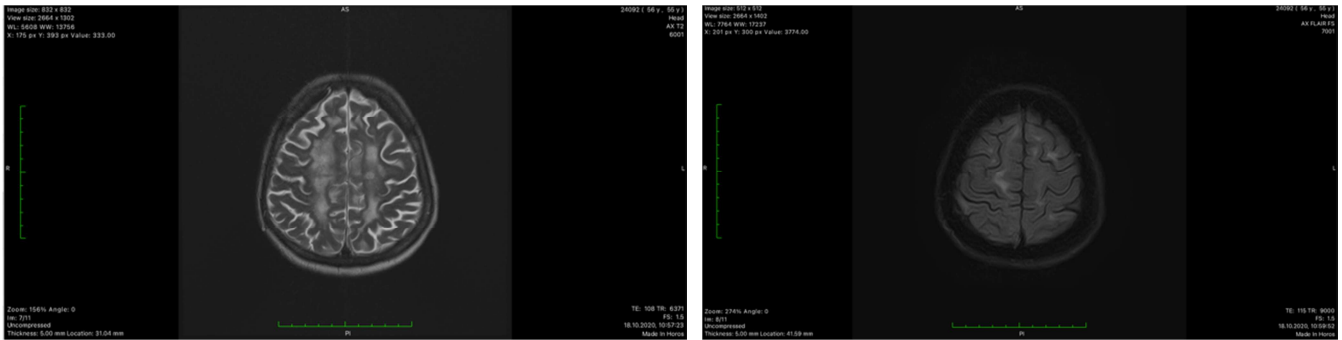 Image size: 832 x 832
View size: 2664 x 1302
WL: 5608 WW: 13756
X: 175 px Y: 393 px Value: 333.00
AS
24092 ( 56 y , 55 y )
Head
AX T2
6001
R
L
Zoom: 156% Angle: 0
Im: 7/11
Uncompressed
Thickness: 5.00 mm Location: 31.04 mm
PI
TE: 108 TR: 6371
FS: 1.5
18.10.2020, 10:57:23
Made In Horos
Image size: 512 x 512
View size: 2664 x 1402
WL: 7764 WW: 17237
X: 201 px Y: 300 px Value: 3774.00
AS
24092 ( 56 y , 55 y )
Head
AX FLAIR FS
7001
R
L
Zoom: 274% Angle: 0
Im: 8/11
Uncompressed
Thickness: 5.00 mm Location: 41.59 mm
PI
TE: 115 TR: 9000
FS: 1.5
18.10.2020, 10:59:52
Made In Horos